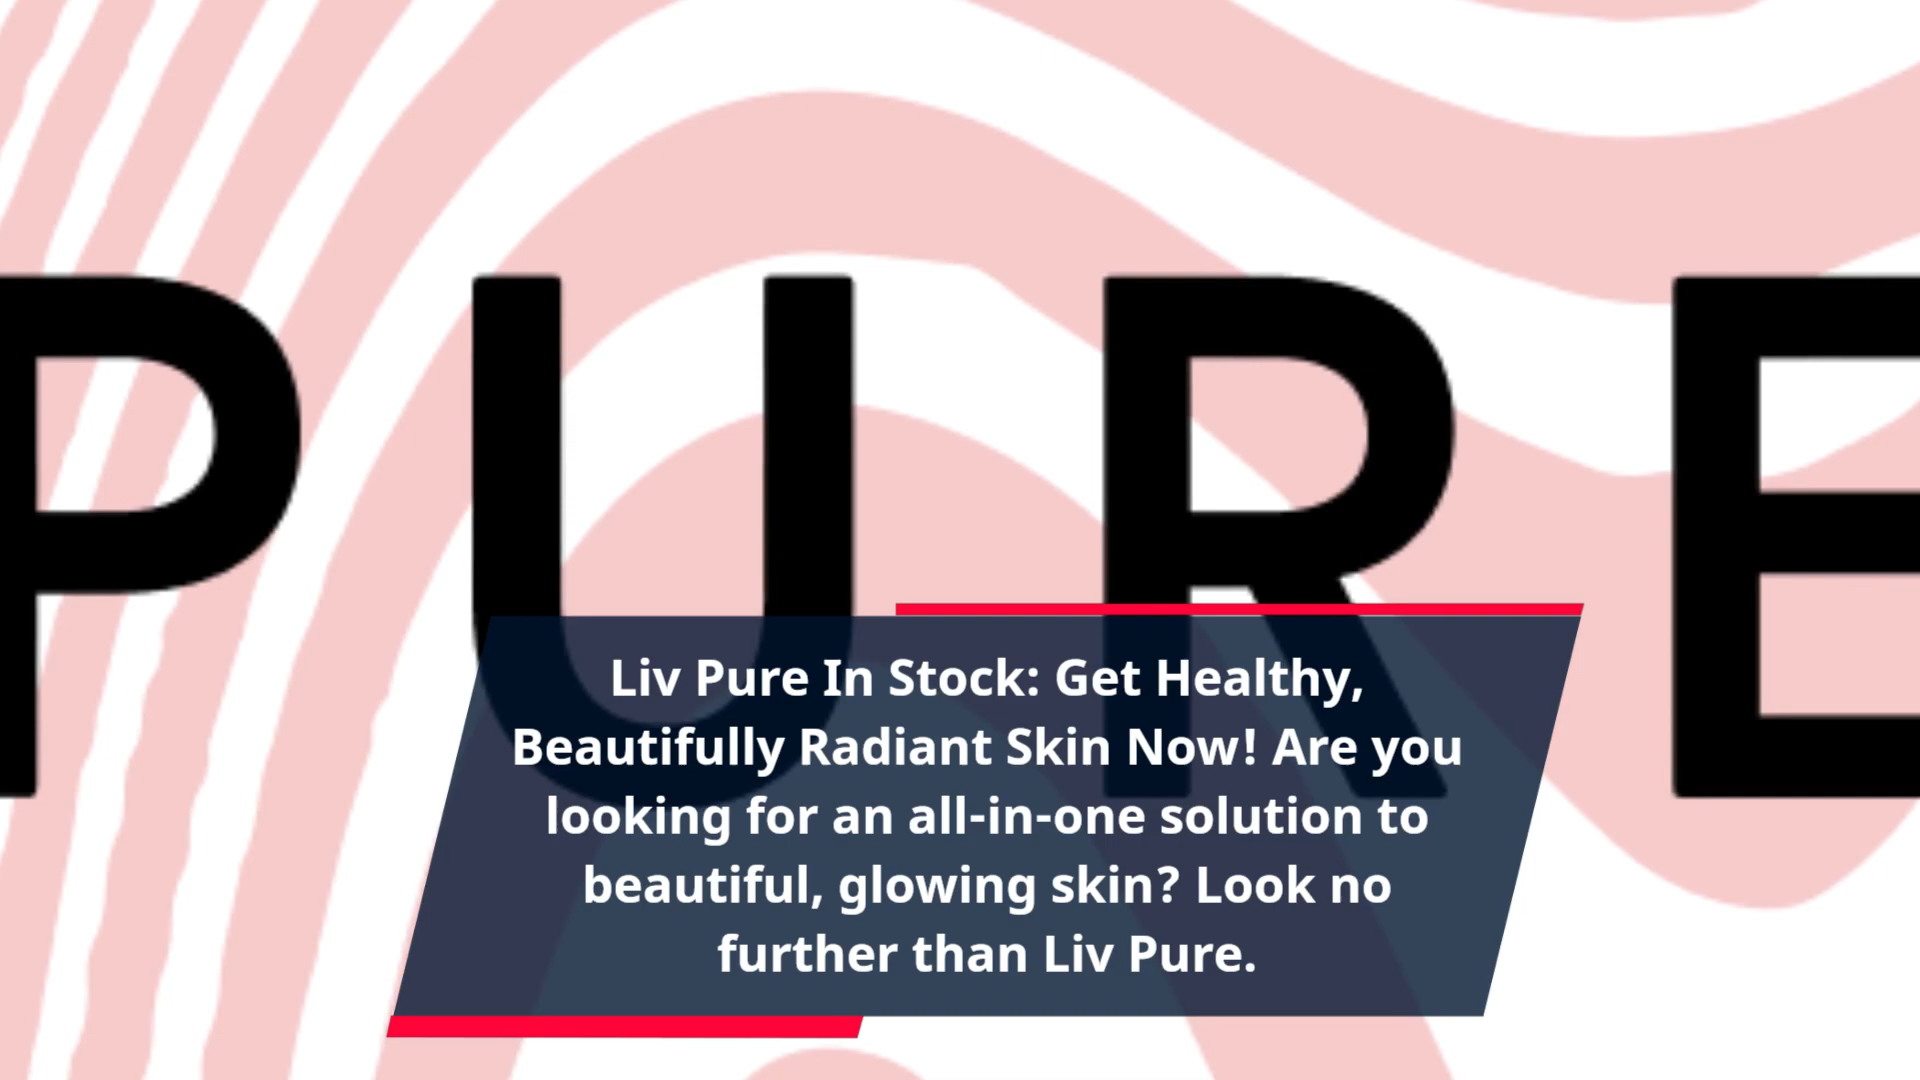 PURE
Liv Pure In Stock: Get Healthy,
Beautifully Radiant Skin Now! Are you
looking for an all-in-one solution to
beautiful, glowing skin? Look no
further than Liv Pure.